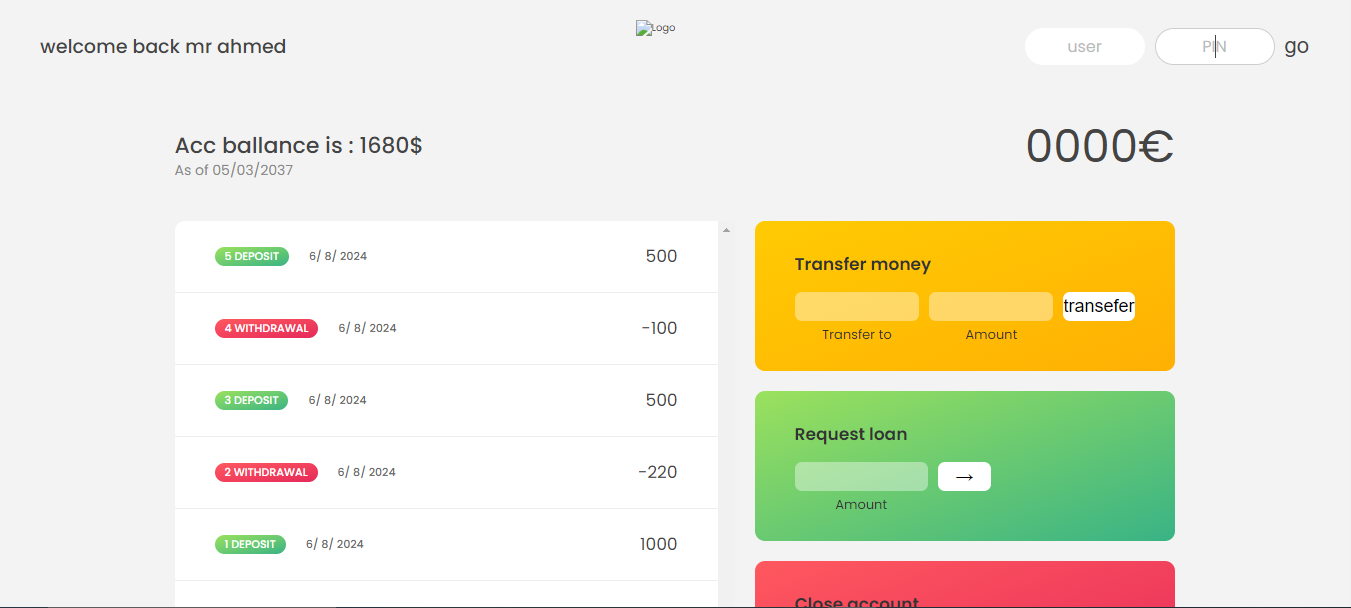 welcome back mr ahmed
Logo
user
PIN
go
Acc ballance is : 1680$
As of 05/03/2037
0000€
5 DEPOSIT 6/ 8/ 2024 500
4 WITHDRAWAL 6/ 8/ 2024 -100
3 DEPOSIT 6/ 8/ 2024 500
2 WITHDRAWAL 6/ 8/ 2024 -220
1 DEPOSIT 6/ 8/ 2024 1000
Transfer money
transefer
Transfer to
Amount
Request loan
→
Amount
Close account